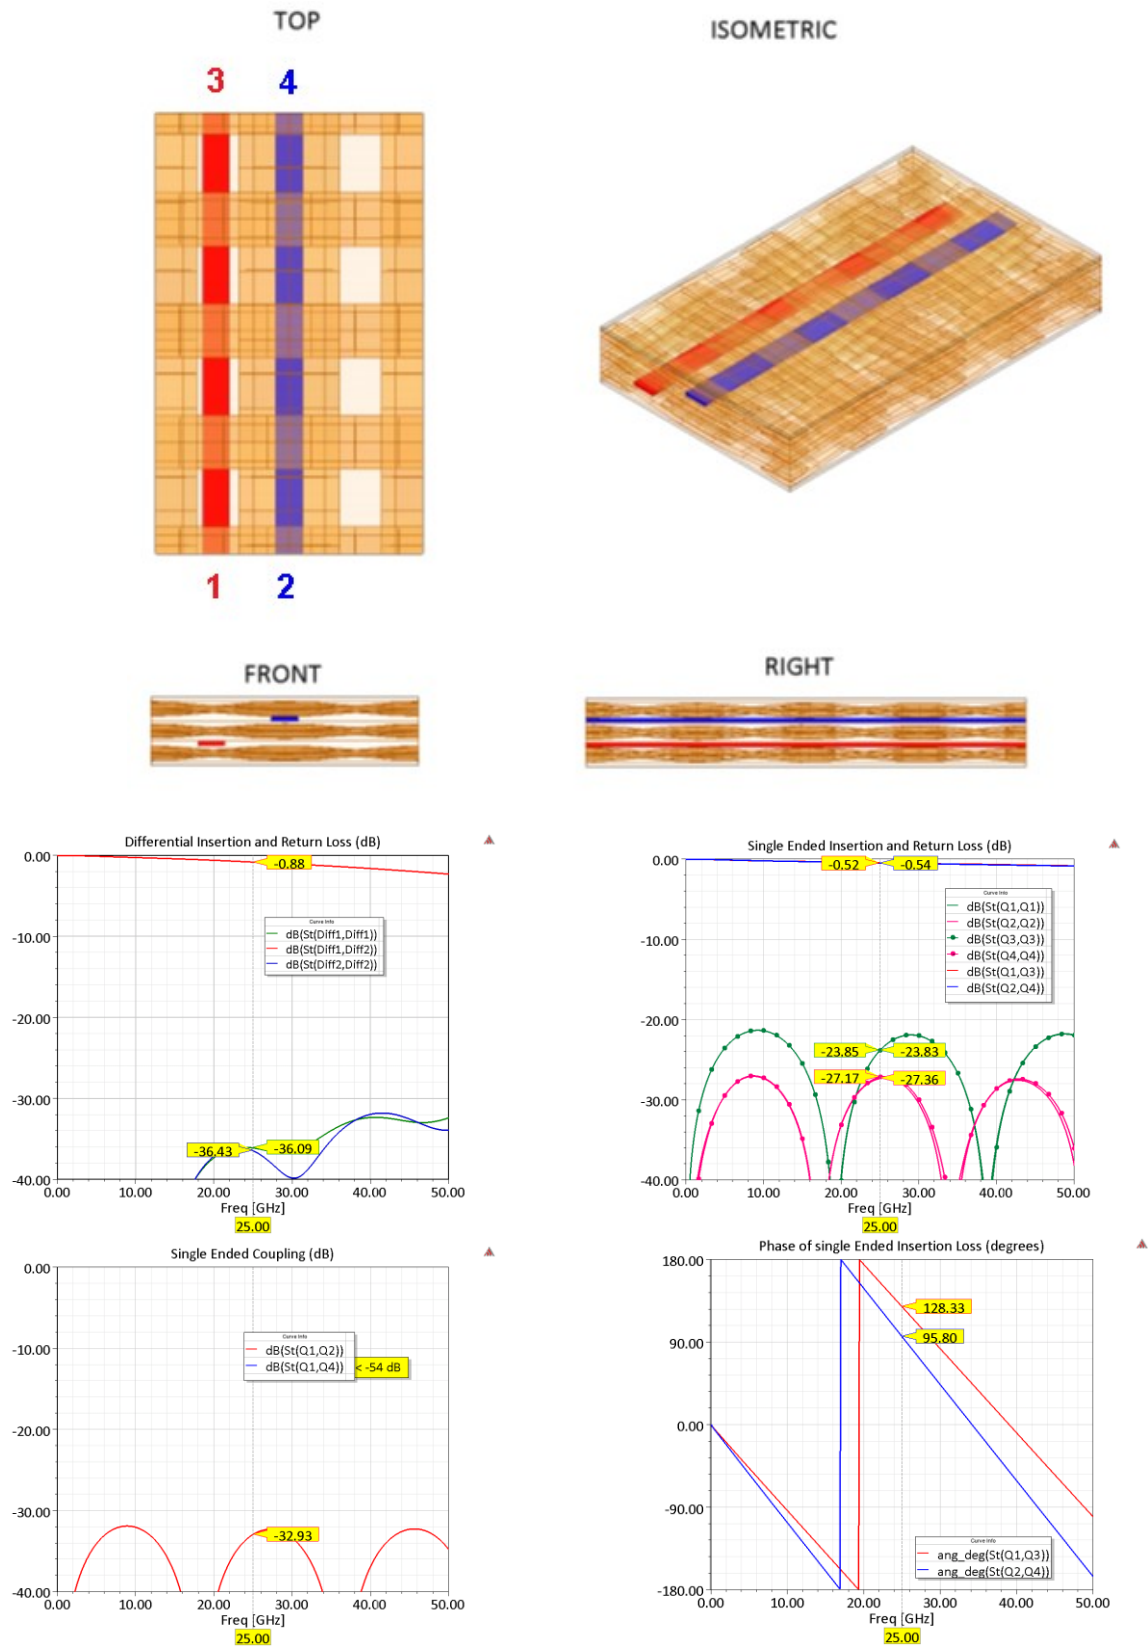 TOP
ISOMETRIC
3 4
1 2
FRONT
RIGHT
Differential Insertion and Return Loss (dB)
0.00
-10.00
-20.00
-30.00
-40.00
-0.88
Curve Info
dB(St(Diff1,Diff1))
dB(St(Diff1,Diff2))
dB(St(Diff2,Diff2))
-36.43
-36.09
0.00 20.00 40.00 50.00
Freq [GHz]
25.00
Single Ended Insertion and Return Loss (dB)
0.00
-10.00
-20.00
-30.00
-40.00
-0.52
-0.54
Curve Info
dB(St(Q1,Q1))
dB(St(Q2,Q2))
dB(St(Q3,Q3))
dB(St(Q4,Q4))
dB(St(Q1,Q3))
dB(St(Q2,Q4))
-23.85
-23.83
-27.17
-27.36
0.00 10.00 20.00 30.00 40.00 50.00
Freq [GHz]
25.00
Single Ended Coupling (dB)
0.00
-10.00
-20.00
-30.00
-40.00
Curve Info
dB(St(Q1,Q2))
dB(St(Q1,Q4))
< -54 dB
-32.93
0.00 10.00 20.00 30.00 40.00 50.00
Freq [GHz]
25.00
Phase of single Ended Insertion Loss (degrees)
180.00
90.00
0.00
-90.00
-180.00
128.33
95.80
Curve Info
ang_deg(St(Q1,Q3))
ang_deg(St(Q2,Q4))
0.00 10.00 20.00 30.00 40.00 50.00
Freq [GHz]
25.00